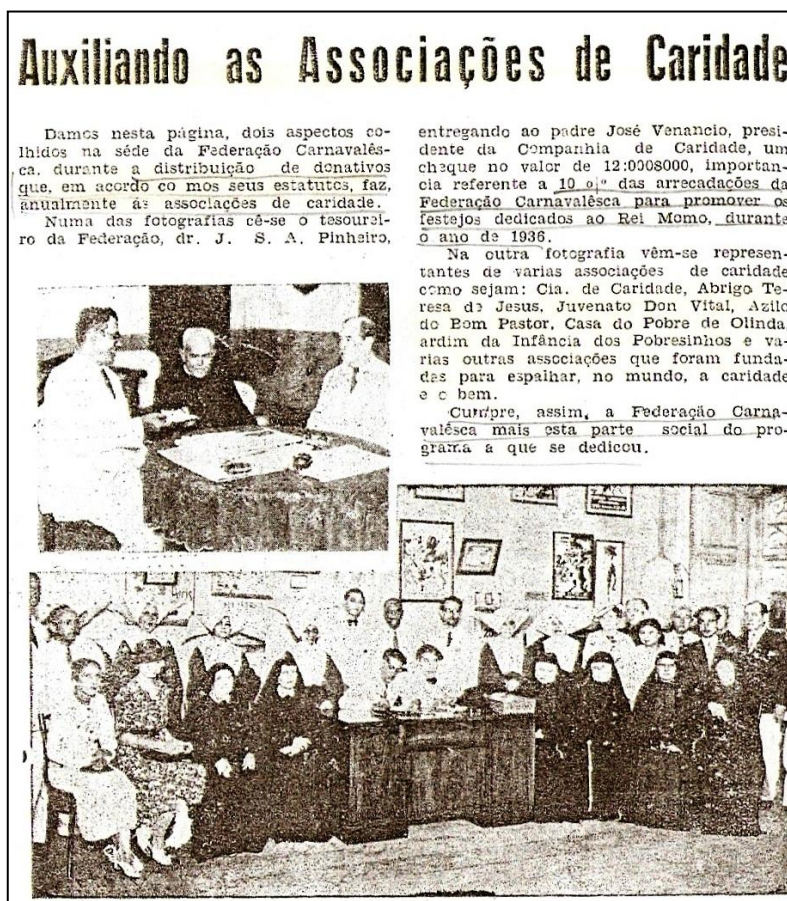 Auxiliando as Associações de Caridade
Damos nesta página, dois aspectos co-
lhidos na séde da Federação Carnavalês-
ca, durante a distribuição de donativos
que, em acordo co mos seus estatutos, faz,
anualmente ás associações de caridade.
Numa das fotografias cê-se o tesourei-
ro da Federação, dr. J. S. A. Pinheiro,
entregando ao padre José Venancio, presi-
dente da Companhia de Caridade, um
cheque no valor de 12:0008000, importan-
cia referente a 10 o|° das arrecadações da
Federação Carnavalêsca para promover os
festejos dedicados ao Rei Momo, durante
o ano de 1936.
Na outra fotografia vêm-se represen-
tantes de varias associações de caridade
como sejam: Cia. de Caridade, Abrigo Te-
resa de Jesus, Juvenato Don Vital, Azilo
do Bom Pastor, Casa do Pobre de Olinda,
ardim da Infância dos Pobresinhos e va-
rias outras associações que foram funda-
das para espalhar, no mundo, a caridade
e o bem.
Cumpre, assim, a Federação Carna-
valêsca mais esta parte social do pro-
grama a que se dedicou.